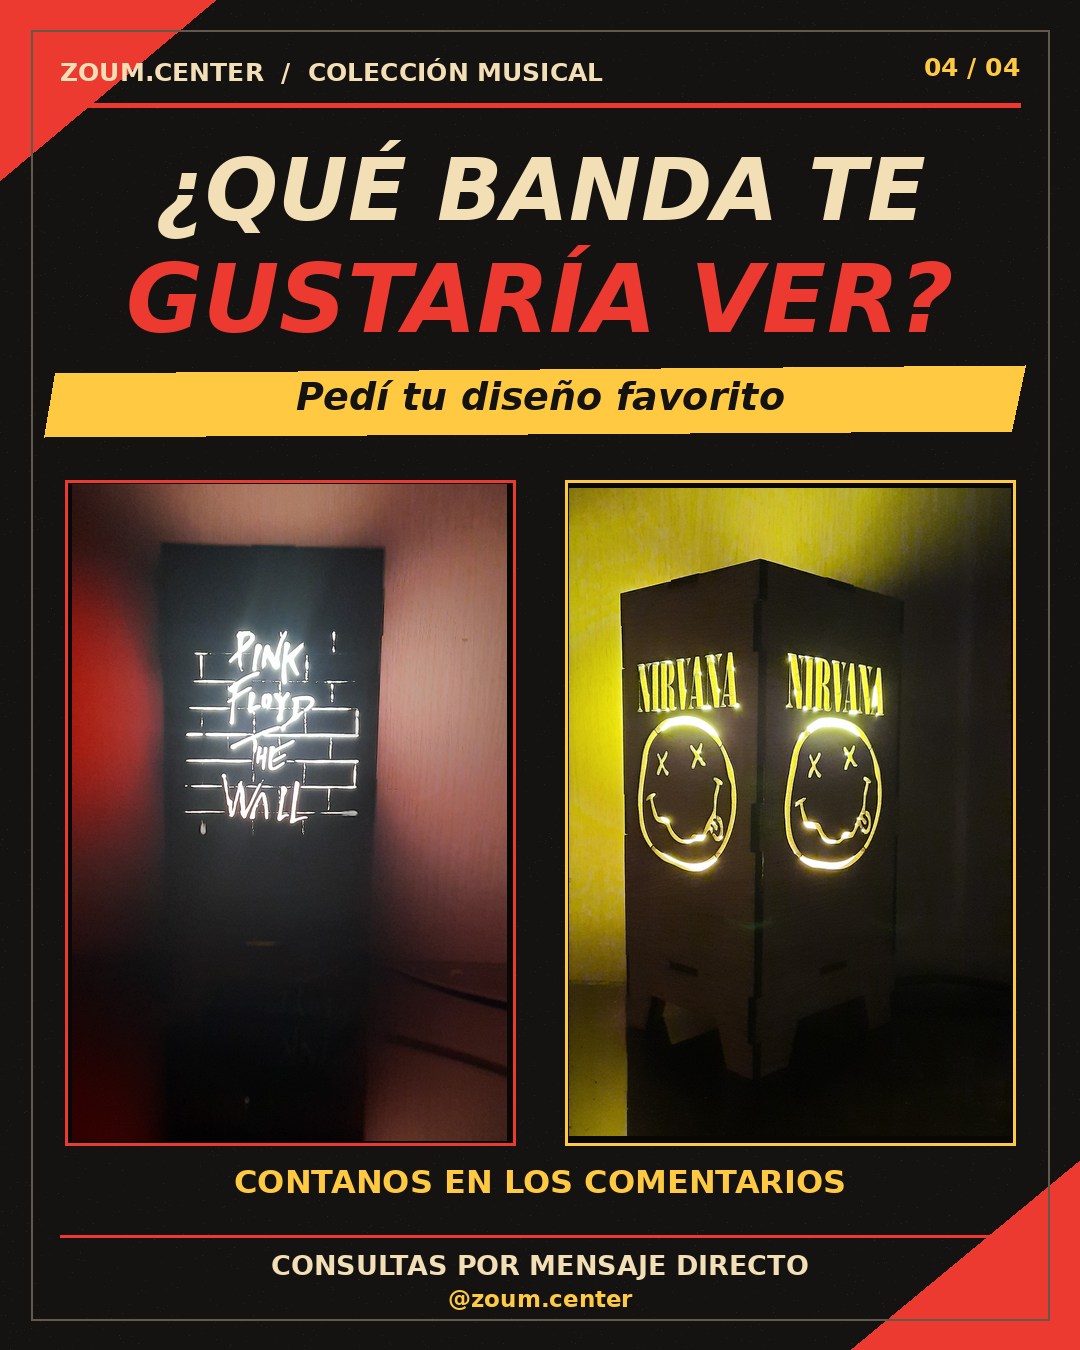 ZOUM.CENTER / COLECCIÓN MUSICAL
04 / 04
¿QUÉ BANDA TE
GUSTARÍA VER?
Pedí tu diseño favorito
PINK
FLOYD
THE
WALL
NIRVANA
NIRVANA
CONTANOS EN LOS COMENTARIOS
CONSULTAS POR MENSAJE DIRECTO
@zoum.center